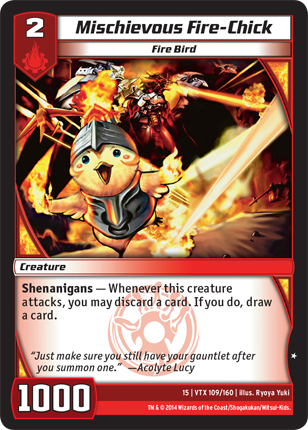 2
Mischievous Fire-Chick
Fire Bird
Creature
Shenanigans — Whenever this creature
attacks, you may discard a card. If you do, draw
a card.
"Just make sure you still have your gauntlet after
you summon one." —Acolyte Lucy
1000
15 | VTX 109/160 | illus. Ryoya Yuki
TM & © 2014 Wizards of the Coast/Shogakukan/Mitsui-Kids.